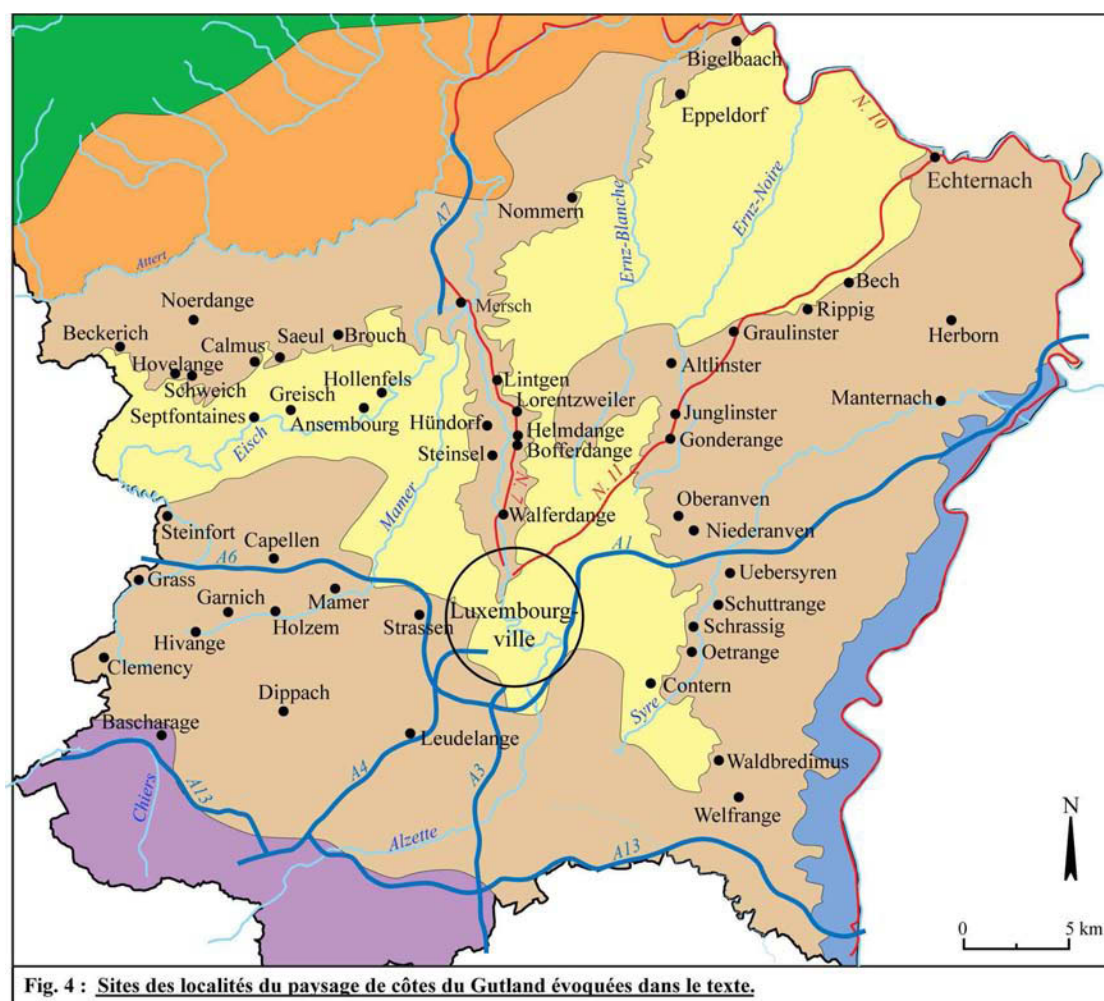 Bigelbaach
Eppeldorf
N. 10
Echternach
Nommern
Ernz-Blanche
Ernz-Noire
A7
Attert
Noerdange
Mersch
Bech
Rippig
Beckerich
Saeul
Brouch
Graulinster
Herborn
Calmus
Hovelange
Altlinster
Schweich
Hollenfels
Lintgen
Greisch
Lorentzweiler
Manternach
Septfontaines
Ansembourg
Hünsdorf
Junglinster
Helmdange
Eisch
Steinsel
Bofferdange
Gonderange
N. 7
N. 11
Mamer
Oberanven
Steinfort
Walferdange
Niederanven
Capellen
A6
A1
Grass
Uebersyren
Garnich
Mamer
Schuttrange
Holzem
Strassen
Luxembourg-
ville
Schrassig
Hivange
Oetrange
Clemency
Contern
Dippach
Syre
Bascharage
Leudelange
Waldbredimus
A4
A3
Chiers
A13
Welfrange
Alzette
A13
N
0 5 km
Fig. 4 : Sites des localités du paysage de côtes du Gutland évoquées dans le texte.